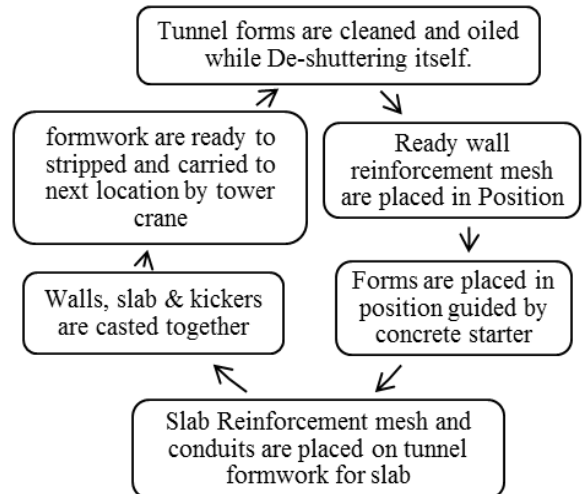 Tunnel forms are cleaned and oiled
while De-shuttering itself.
Ready wall
reinforcement mesh
are placed in Position
Forms are placed in
position guided by
concrete starter
Slab Reinforcement mesh and
conduits are placed on tunnel
formwork for slab
Walls, slab & kickers
are casted together
formwork are ready to
stripped and carried to
next location by tower
crane